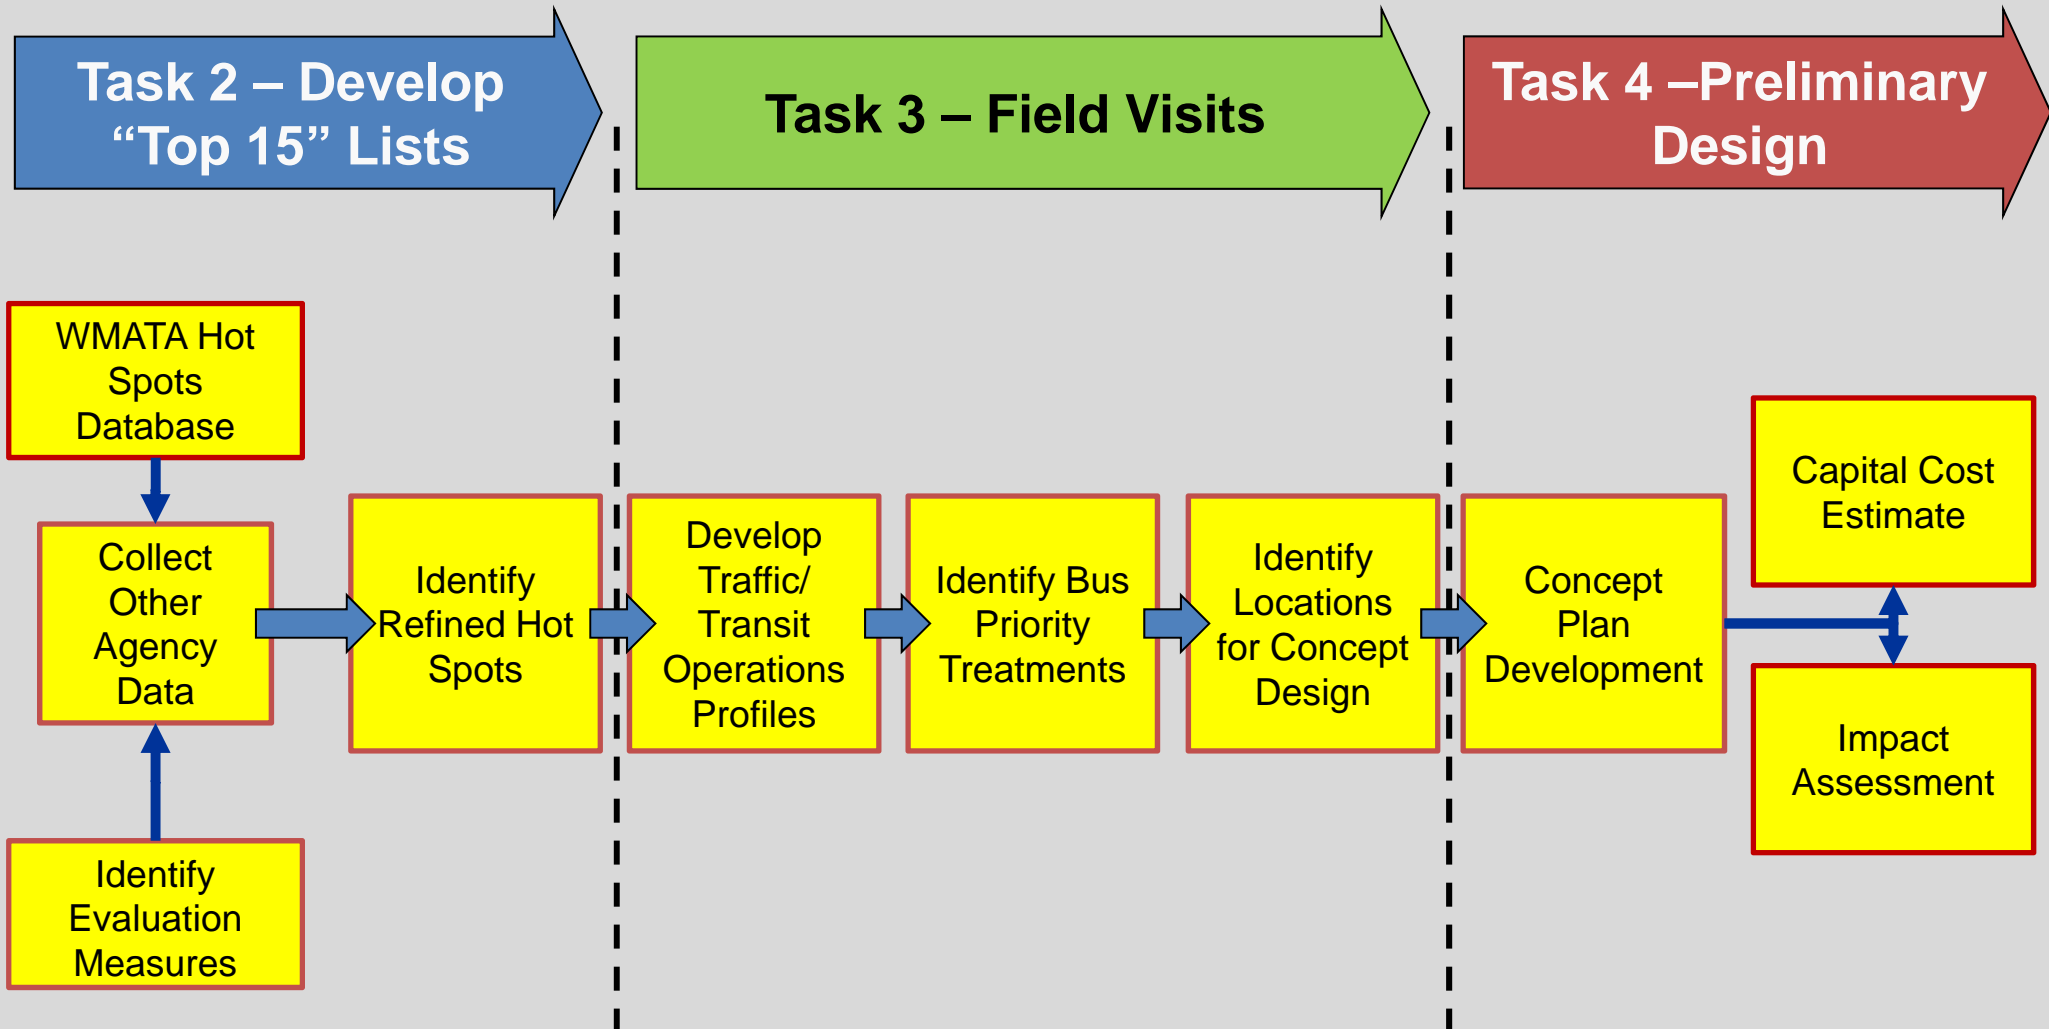 Task 2 – Develop
“Top 15” Lists
Task 3 – Field Visits
Task 4 –Preliminary
Design
WMATA Hot
Spots
Database
Collect
Other
Agency
Data
Identify
Evaluation
Measures
Identify
Refined Hot
Spots
Develop
Traffic/
Transit
Operations
Profiles
Identify Bus
Priority
Treatments
Identify
Locations
for Concept
Design
Concept
Plan
Development
Capital Cost
Estimate
Impact
Assessment